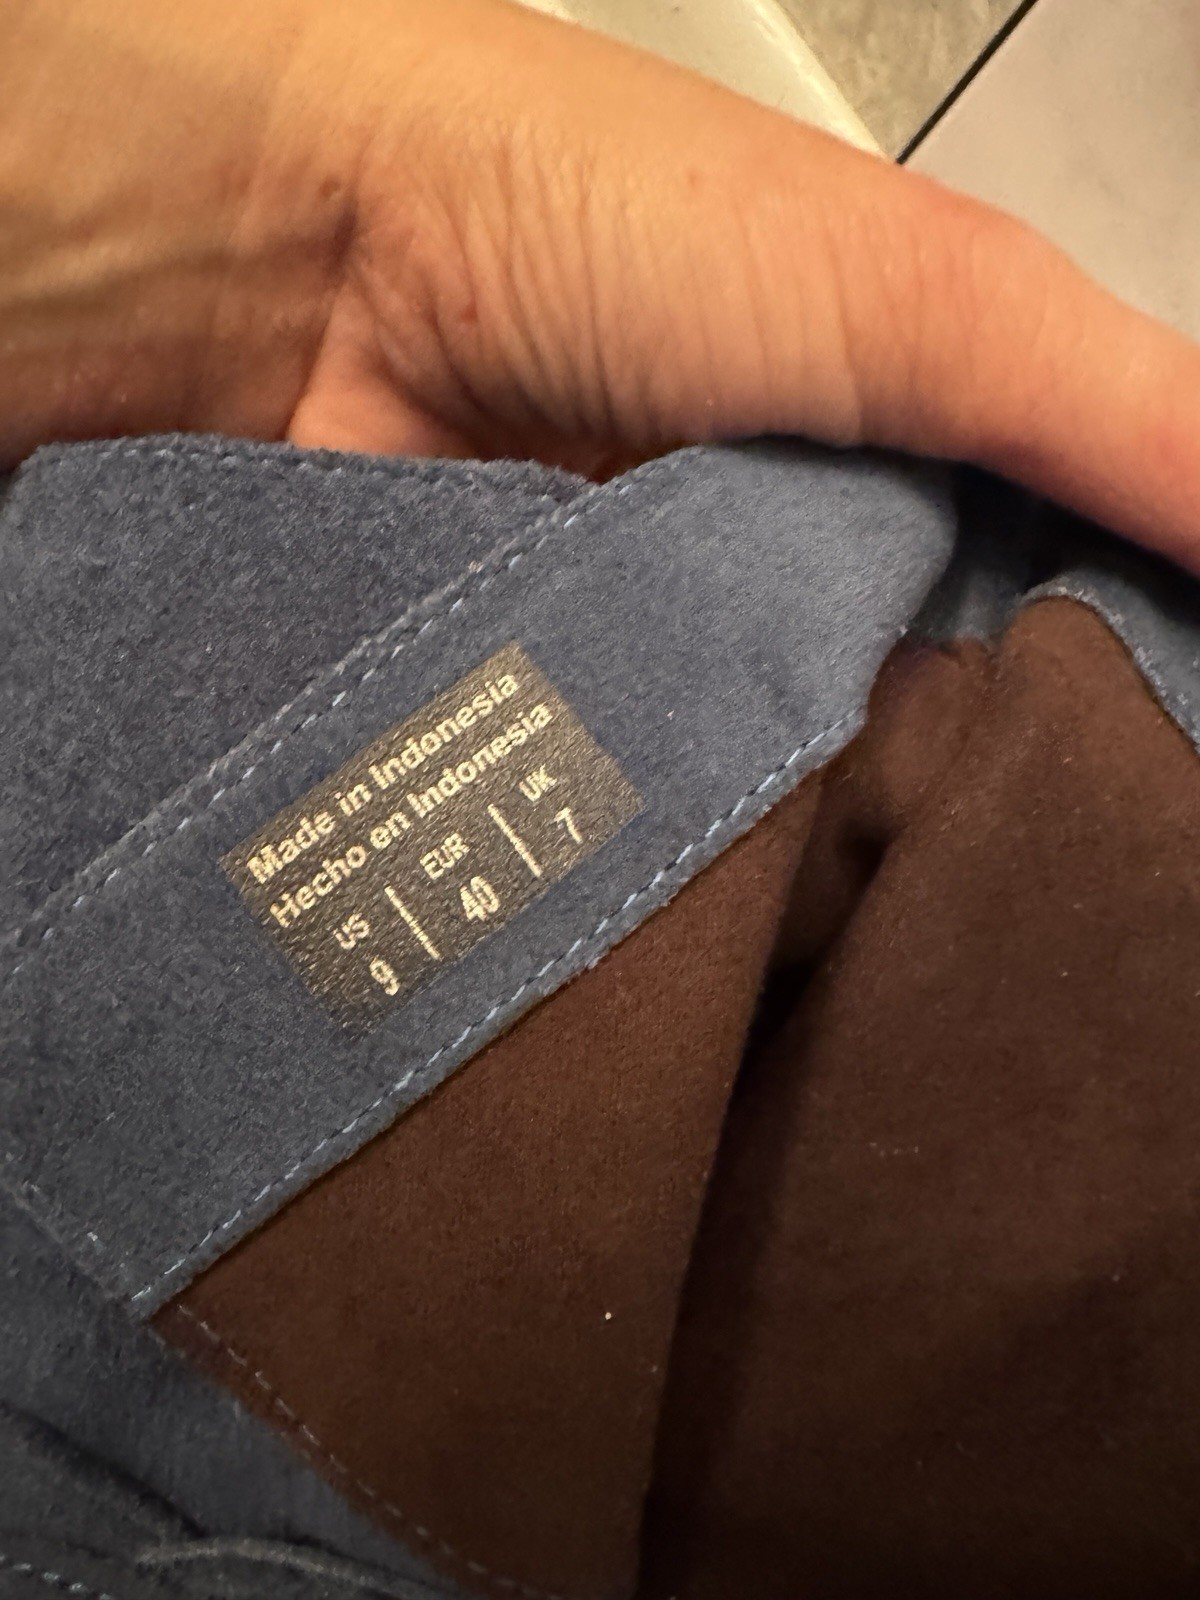 Made in Indonesia
Hecho en Indonesia
US | EUR | UK
9 | 40 | 7